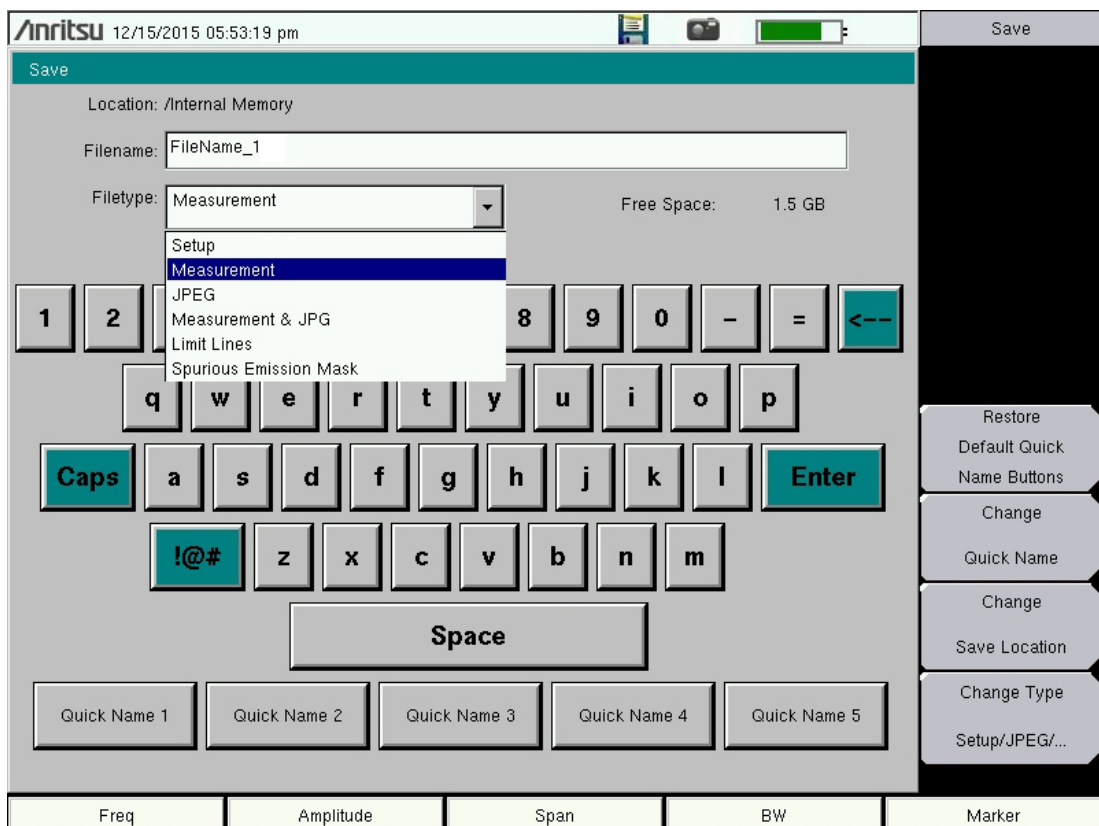 Anritsu 12/15/2015 05:53:19 pm
Save
Save
Location: /Internal Memory
Filename: FileName_1
Filetype: Measurement
Free Space: 1.5 GB
Setup
Measurement
JPEG
Measurement & JPG
Limit Lines
Spurious Emission Mask
1 2 8 9 0 - = <--
q w e r t y u i o p
Caps a s d f g h j k l Enter
!@# z x c v b n m
Space
Quick Name 1 Quick Name 2 Quick Name 3 Quick Name 4 Quick Name 5
Restore
Default Quick
Name Buttons
Change
Quick Name
Change
Save Location
Change Type
Setup/JPEG/...
Freq Amplitude Span BW Marker